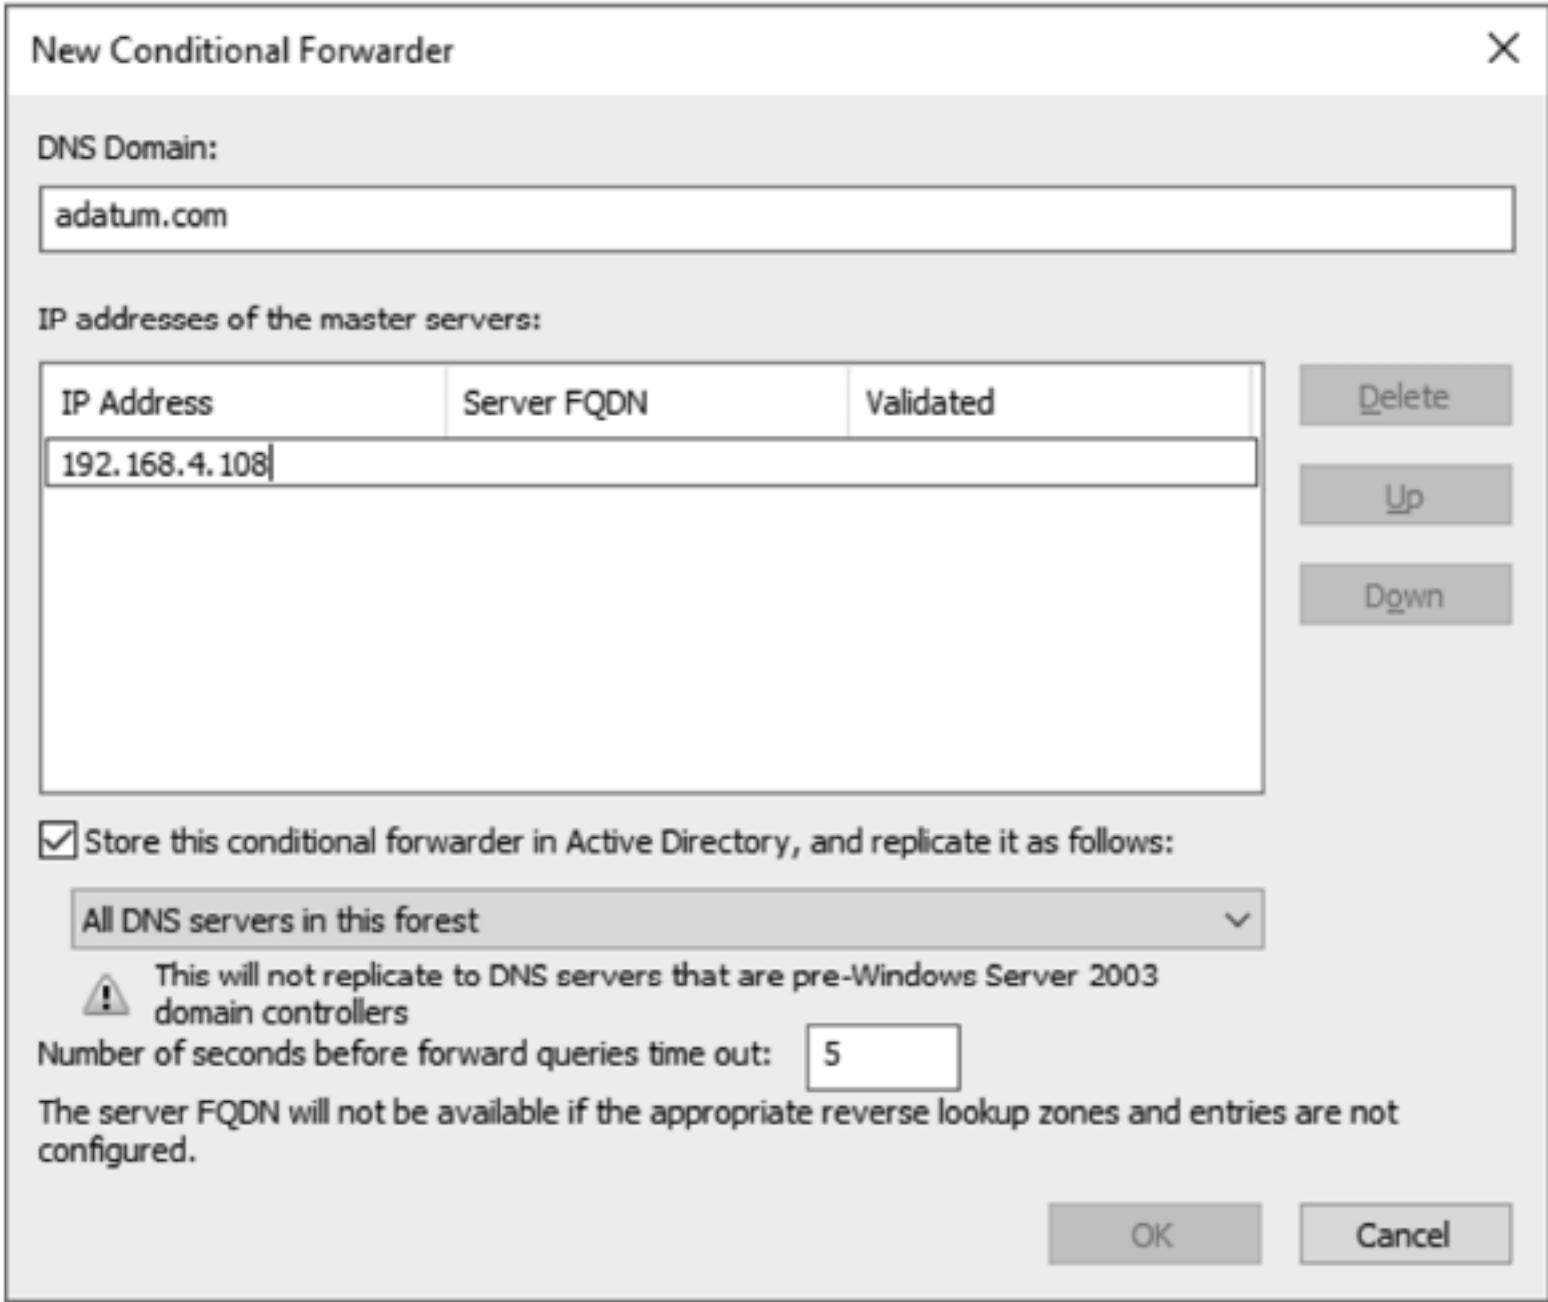 New Conditional Forwarder
DNS Domain:
adatum.com
IP addresses of the master servers:
IP Address Server FQDN Validated
192.168.4.108
Delete
Up
Down
Store this conditional forwarder in Active Directory, and replicate it as follows:
All DNS servers in this forest
This will not replicate to DNS servers that are pre-Windows Server 2003
domain controllers
Number of seconds before forward queries time out: 5
The server FQDN will not be available if the appropriate reverse lookup zones and entries are not
configured.
OK Cancel